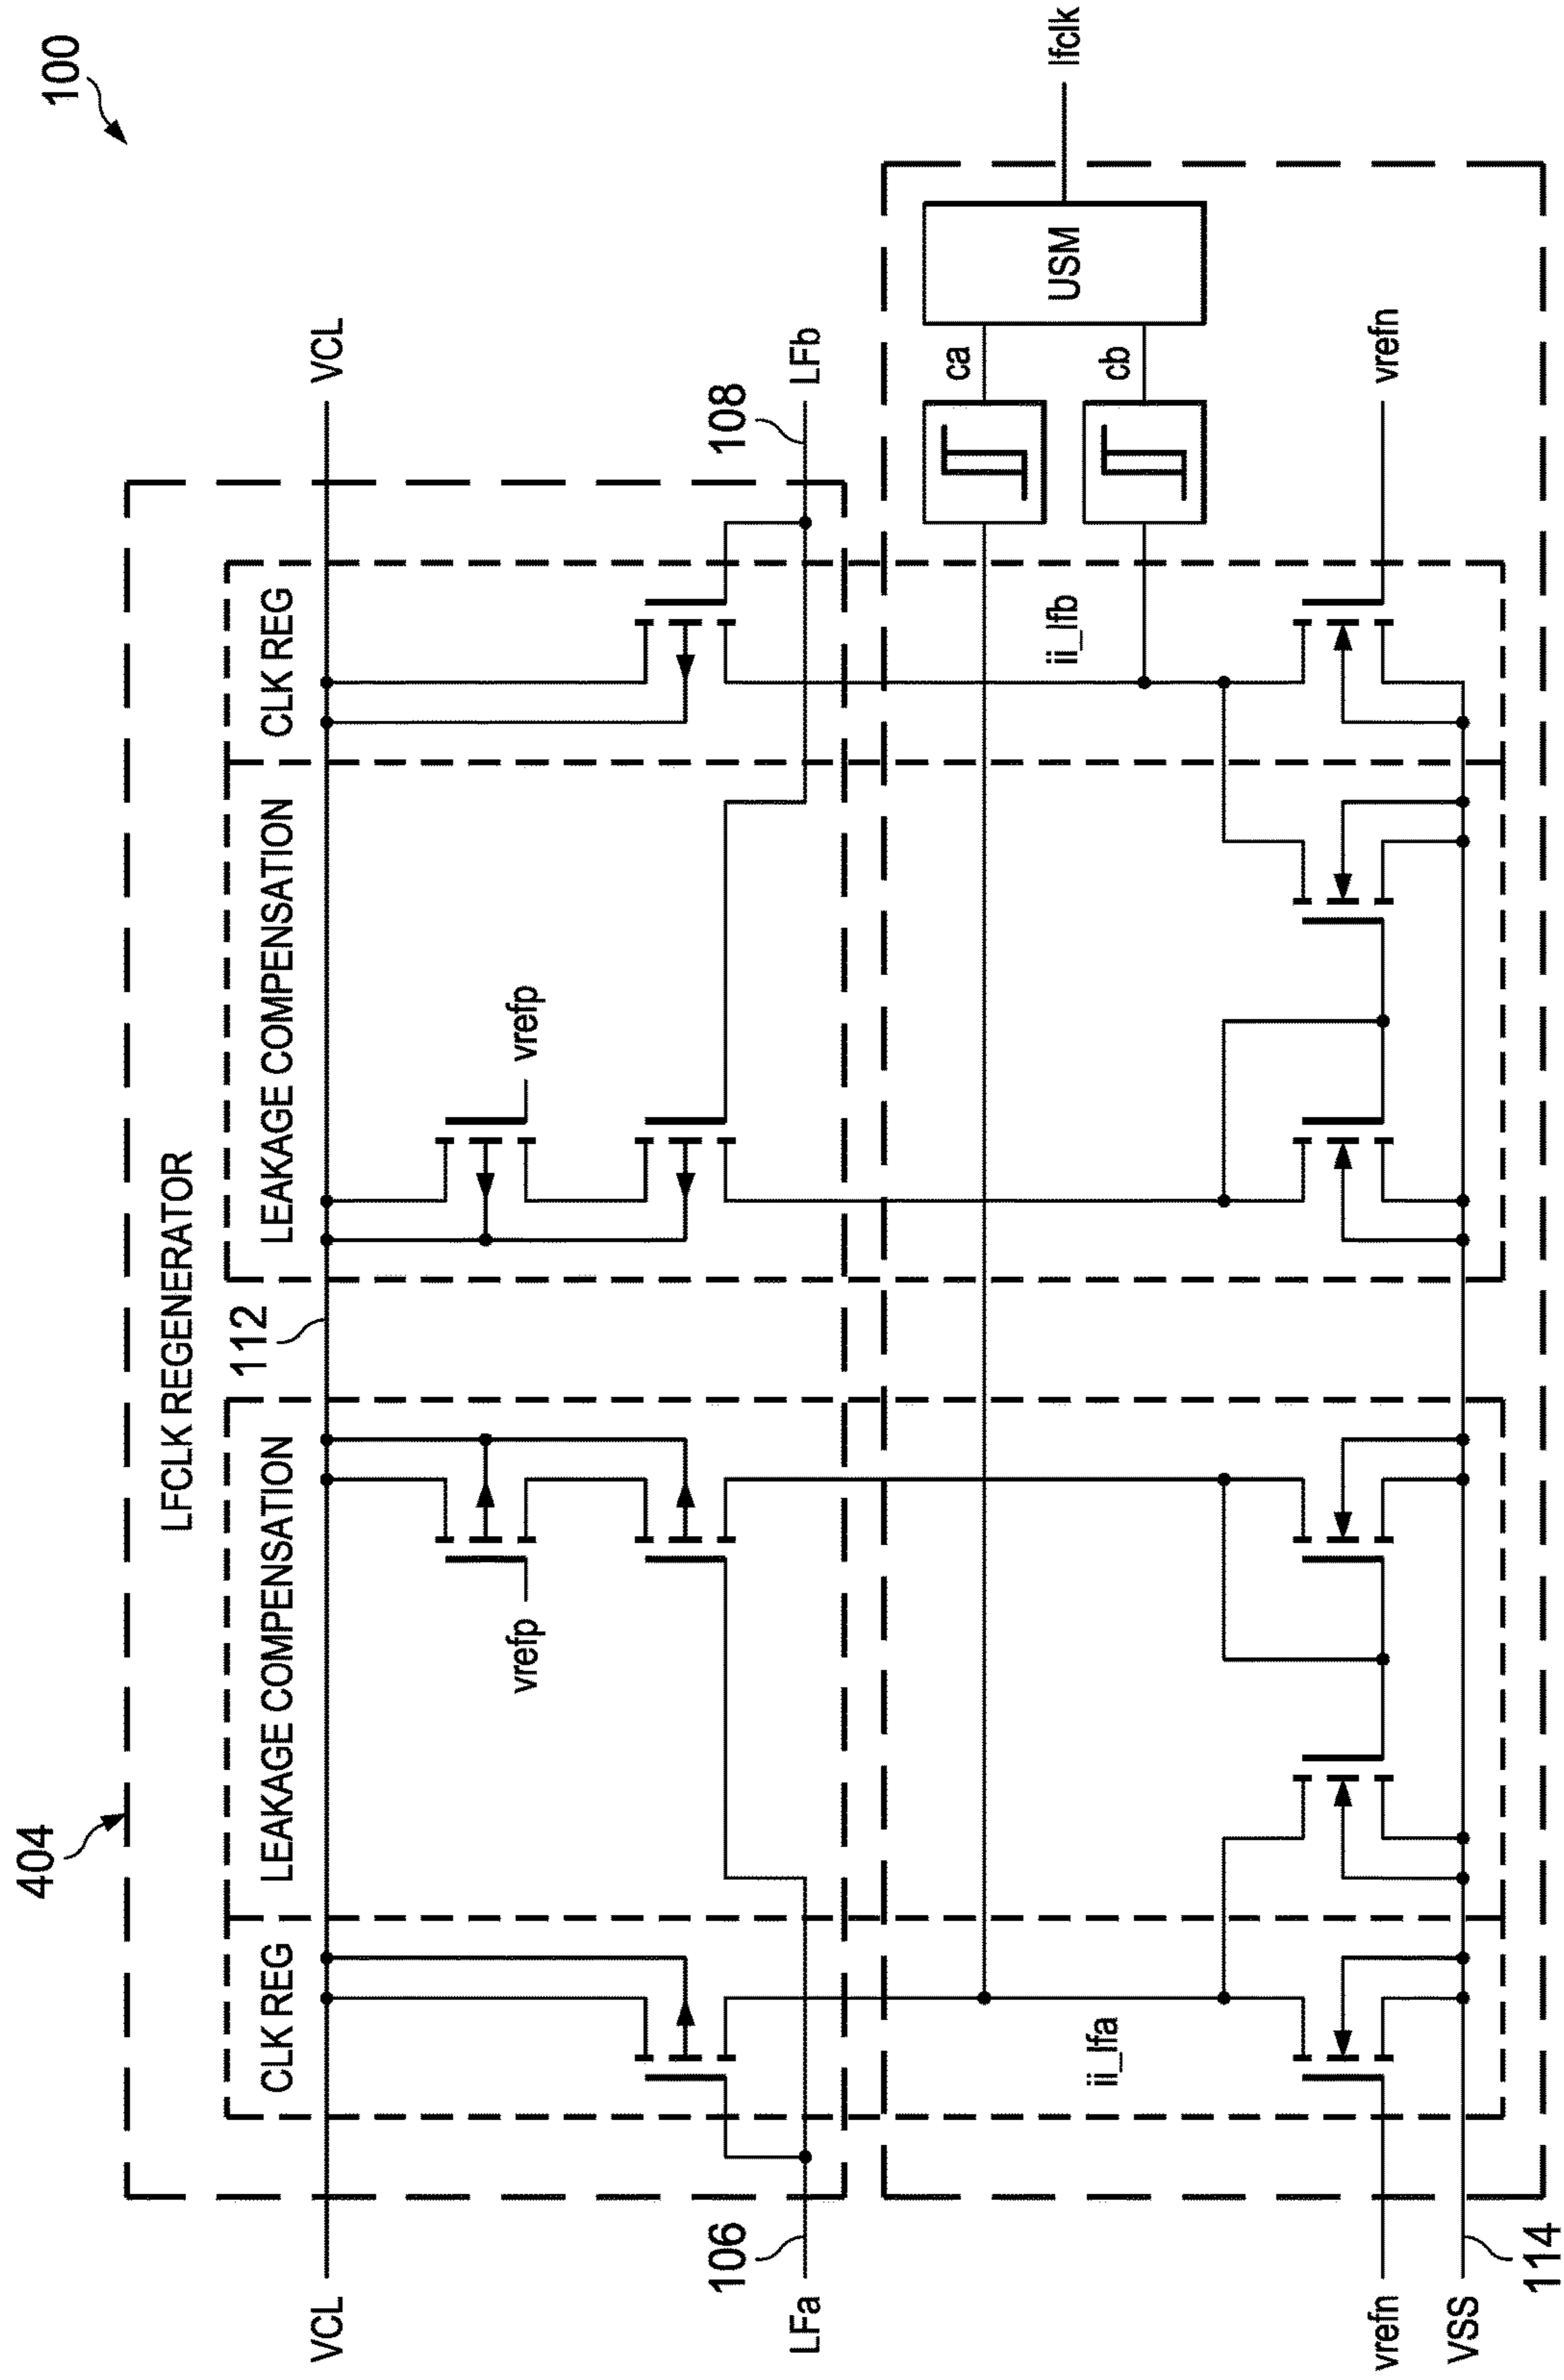 100
404
LFCLK REGENERATOR
VCL
112
VCL
CLK REG
LEAKAGE COMPENSATION
LEAKAGE COMPENSATION
CLK REG
vrefp
vrefp
106
108
LFa
LFb
ii_lfa
ii_lfb
ca
cb
USM
lfclk
vrefn
vrefn
VSS
114